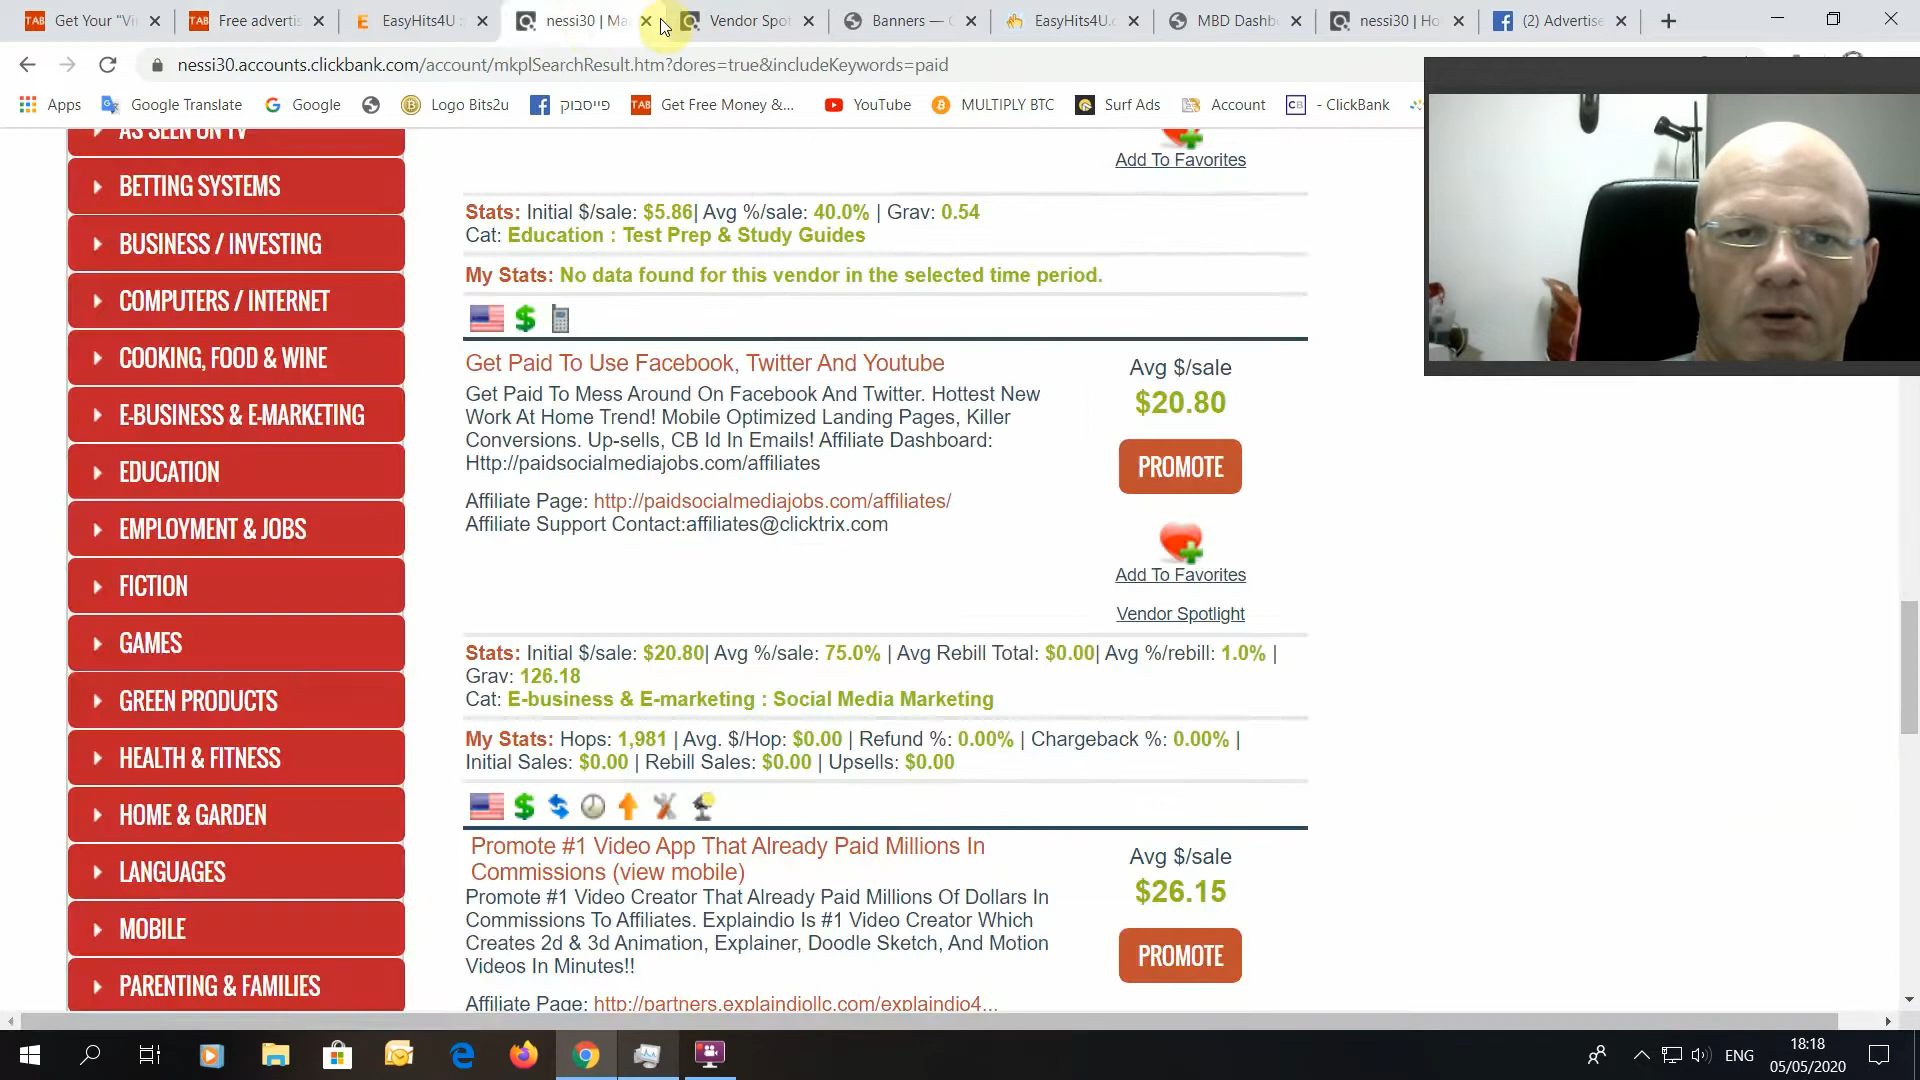 Get Your "Vi
Free adverti
EasyHits4U :
nessi30 | Ma
Vendor Spot
Banners — C
EasyHits4U.c
MBD Dashb
nessi30 | Ho
(2) Advertise
nessi30.accounts.clickbank.com/account/mkplSearchResult.htm?dores=true&includeKeywords=paid
Apps
Google Translate
Google
Logo Bits2u
פייסבוק
Get Free Money &...
YouTube
MULTIPLY BTC
Surf Ads
Account
- ClickBank
AS SEEN ON TV
BETTING SYSTEMS
BUSINESS / INVESTING
COMPUTERS / INTERNET
COOKING, FOOD & WINE
E-BUSINESS & E-MARKETING
EDUCATION
EMPLOYMENT & JOBS
FICTION
GAMES
GREEN PRODUCTS
HEALTH & FITNESS
HOME & GARDEN
LANGUAGES
MOBILE
PARENTING & FAMILIES
Add To Favorites
Stats: Initial $/sale: $5.86| Avg %/sale: 40.0% | Grav: 0.54
Cat: Education : Test Prep & Study Guides
My Stats: No data found for this vendor in the selected time period.
Get Paid To Use Facebook, Twitter And Youtube
Get Paid To Mess Around On Facebook And Twitter. Hottest New
Work At Home Trend! Mobile Optimized Landing Pages, Killer
Conversions. Up-sells, CB Id In Emails! Affiliate Dashboard:
Http://paidsocialmediajobs.com/affiliates
Affiliate Page: http://paidsocialmediajobs.com/affiliates/
Affiliate Support Contact:affiliates@clicktrix.com
Avg $/sale
$20.80
PROMOTE
Add To Favorites
Vendor Spotlight
Stats: Initial $/sale: $20.80| Avg %/sale: 75.0% | Avg Rebill Total: $0.00| Avg %/rebill: 1.0% |
Grav: 126.18
Cat: E-business & E-marketing : Social Media Marketing
My Stats: Hops: 1,981 | Avg. $/Hop: $0.00 | Refund %: 0.00% | Chargeback %: 0.00% |
Initial Sales: $0.00 | Rebill Sales: $0.00 | Upsells: $0.00
Promote #1 Video App That Already Paid Millions In
Commissions (view mobile)
Promote #1 Video Creator That Already Paid Millions Of Dollars In
Commissions To Affiliates. Explaindio Is #1 Video Creator Which
Creates 2d & 3d Animation, Explainer, Doodle Sketch, And Motion
Videos In Minutes!!
Affiliate Page: http://partners.explaindiollc.com/explaindio4...
Avg $/sale
$26.15
PROMOTE
ENG
18:18
05/05/2020